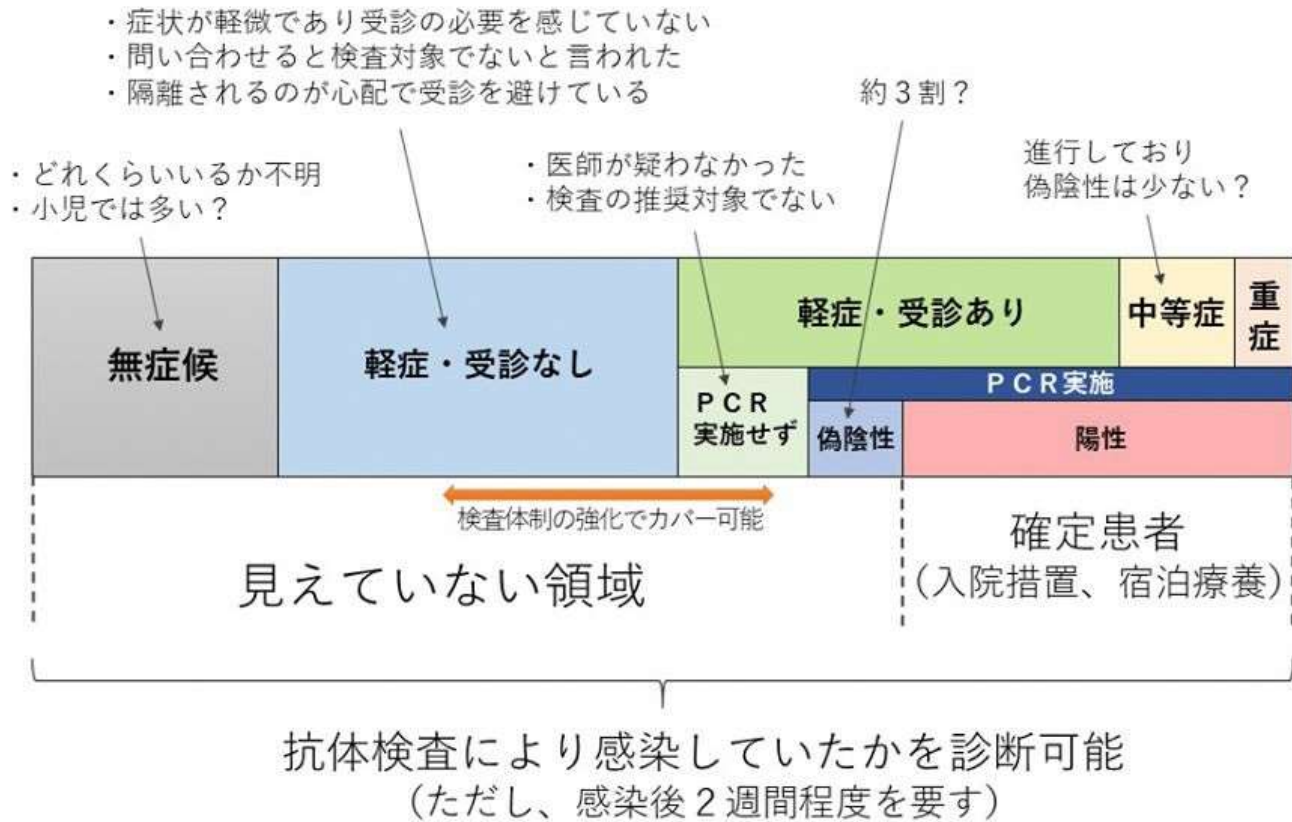 ・症状が軽微であり受診の必要を感じていない
・問い合わせると検査対象でないと言われた
・隔離されるのが心配で受診を避けている
約３割？
・どれくらいいるか不明
・小児では多い？
・医師が疑わなかった
・検査の推奨対象でない
進行しており
偽陰性は少ない？
無症候
軽症・受診なし
軽症・受診あり
中等症
重
症
ＰＣＲ
実施せず
ＰＣＲ実施
偽陰性
陽性
検査体制の強化でカバー可能
見えていない領域
確定患者
（入院措置、宿泊療養）
抗体検査により感染していたかを診断可能
（ただし、感染後２週間程度を要す）